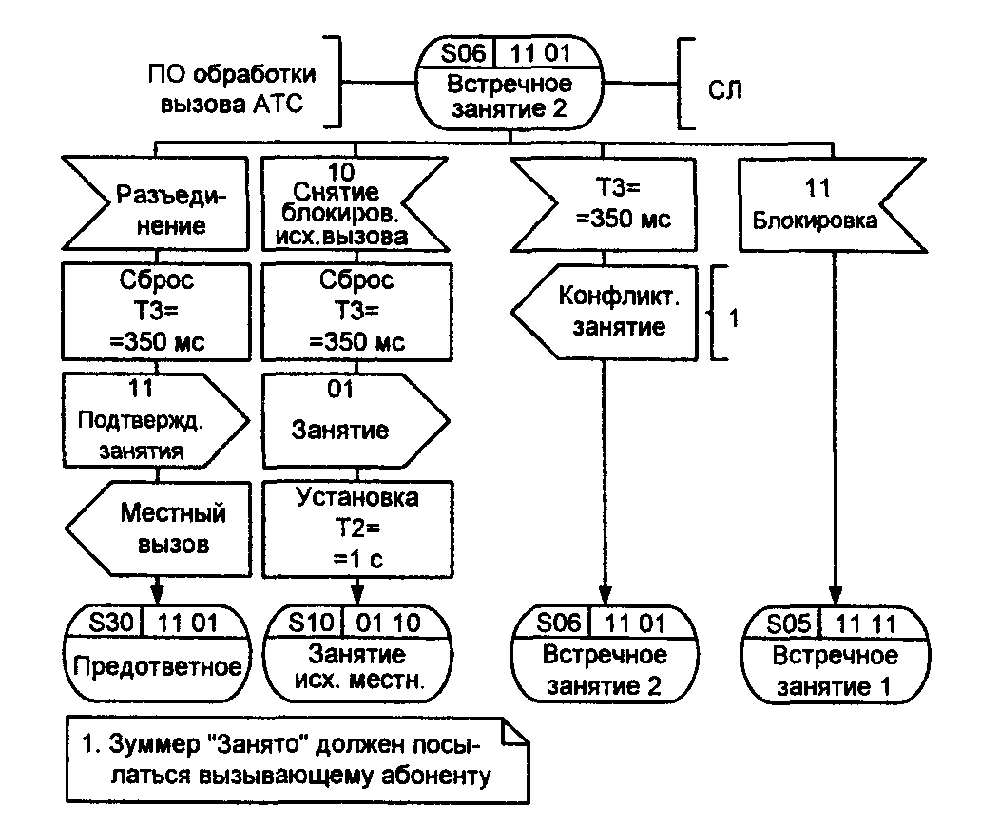 ПО обработки
вызова АТС
S06 11 01
Встречное
занятие 2
СЛ
Разъеди-
нение
10
Снятие
блокиров.
исх.вызова
Т3=
=350 мс
11
Блокировка
Сброс
Т3=
=350 мс
Сброс
Т3=
=350 мс
Конфликт.
занятие
1
11
Подтвержд.
занятия
01
Занятие
Местный
вызов
Установка
Т2=
=1 с
S30 11 01
Предответное
S10 01 10
Занятие
исх. местн.
S06 11 01
Встречное
занятие 2
S05 11 11
Встречное
занятие 1
1. Зуммер "Занято" должен посы-
латься вызывающему абоненту